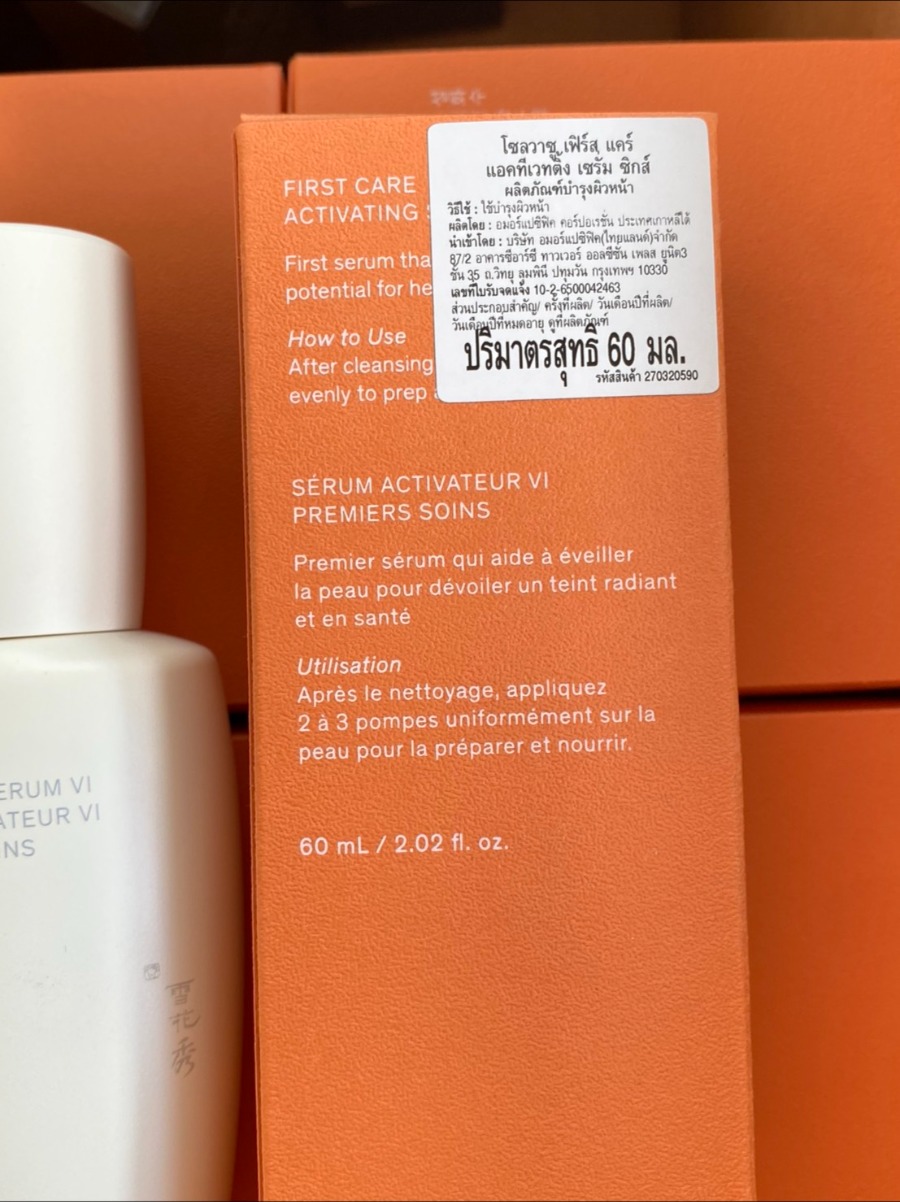 FIRST CARE
ACTIVATING
First serum tha
potential for he
How to Use
After cleansing
evenly to prep
โซลวาซู เฟิร์ส แคร์
แอคทีเวทติ้ง เซรั่ม ซิกส์
ผลิตภัณฑ์บำรุงผิวหน้า
วิธีใช้ : ใช้บำรุงผิวหน้า
ผลิตโดย : อมอร์แปซิฟิค คอร์ปอเรชั่น ประเทศเกาหลีใต้
นำเข้าโดย : บริษัท อมอร์แปซิฟิค(ไทยแลนด์)จำกัด
87/2 อาคารซีอาร์ซี ทาวเวอร์ ออลซีซั่น เพลส ยูนิต3
ชั้น 35 ถ.วิทยุ ลุมพินี ปทุมวัน กรุงเทพฯ 10330
เลขที่ใบรับจดแจ้ง 10-2-6500042463
ส่วนประกอบสำคัญ/ ครั้งที่ผลิต/ วันเดือนปีที่ผลิต/
วันเดือนปีที่หมดอายุ ดูที่ผลิตภัณฑ์
ปริมาตรสุทธิ 60 มล.
รหัสสินค้า 270320590
SÉRUM ACTIVATEUR VI
PREMIERS SOINS
Premier sérum qui aide à éveiller
la peau pour dévoiler un teint radiant
et en santé
Utilisation
Après le nettoyage, appliquez
2 à 3 pompes uniformément sur la
peau pour la préparer et nourrir.
60 mL / 2.02 fl. oz.
ERUM VI
ATEUR VI
NS
雪花秀